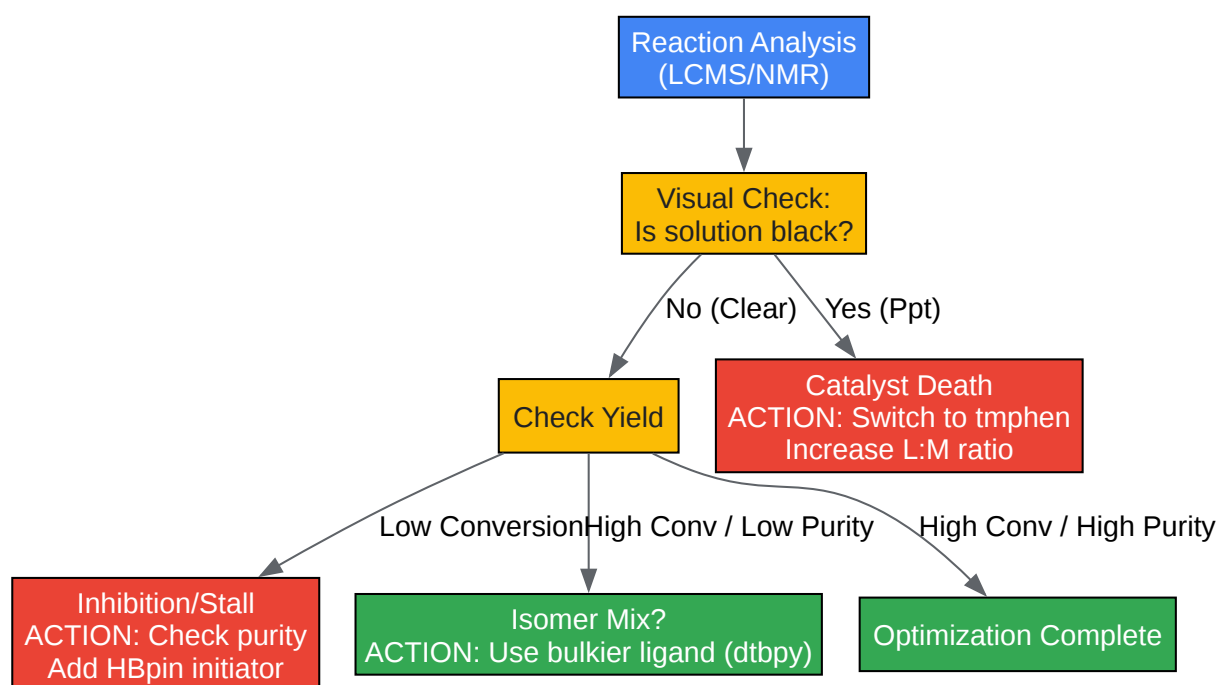 Reaction Analysis
(LCMS/NMR)
Visual Check:
Is solution black?
No (Clear)
Yes (Ppt)
Check Yield
Catalyst Death
ACTION: Switch to tmphen
Increase L:M ratio
Low Conversion
High Conv / Low Purity
High Conv / High Purity
Inhibition/Stall
ACTION: Check purity
Add HBpin initiator
Isomer Mix?
ACTION: Use bulkier ligand (dtbpy)
Optimization Complete